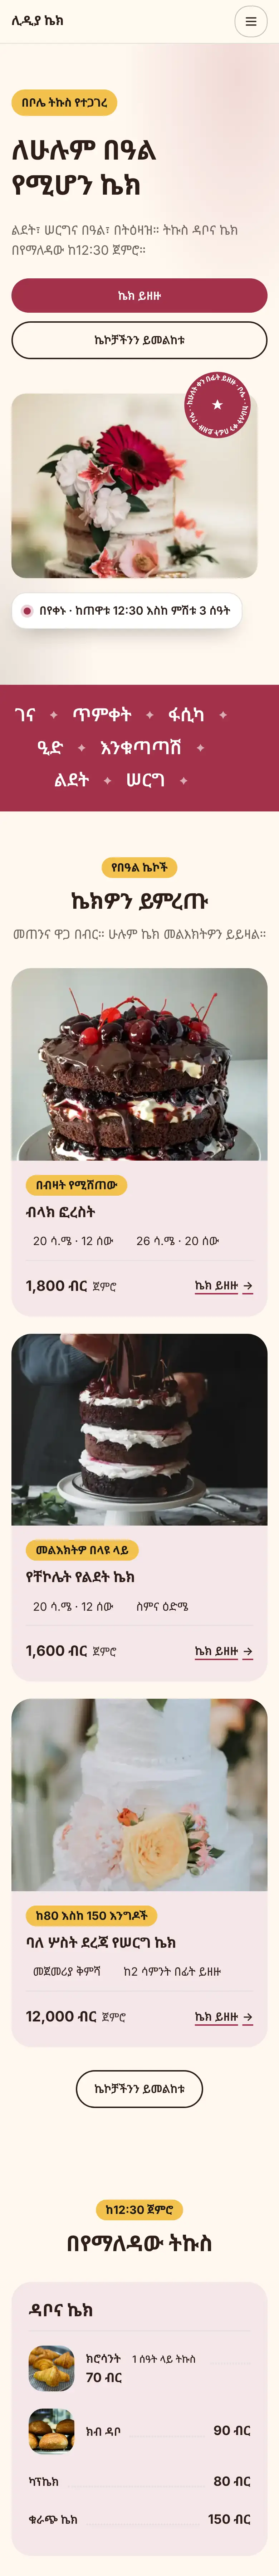 ሊዲያ ኬክ
በቦሌ ትኩስ የተጋገረ
ለሁሉም በዓል
የሚሆን ኬክ
ልደት፣ ሠርግና በዓል፣ በትዕዛዝ። ትኩስ ዳቦና ኬክ
በየማለዳው ከ12:30 ጀምሮ።
ኬክ ይዘዙ
ኬኮቻችንን ይመልከቱ
በየቀኑ · ከጠዋቱ 12:30 እስከ ምሽቱ 3 ሰዓት
ገና ጥምቀት ፋሲካ
ዒድ እንቁጣጣሽ
ልደት ሠርግ
የበዓል ኬኮች
ኬክዎን ይምረጡ
መጠንና ዋጋ በብር። ሁሉም ኬክ መልእክትዎን ይይዛል።
በብዛት የሚሸጠው
ብላክ ፎረስት
20 ሳ.ሜ · 12 ሰው 26 ሳ.ሜ · 20 ሰው
1,800 ብር ጀምሮ ኬክ ይዘዙ →
መልእክትዎ በላዩ ላይ
የቸኮሌት የልደት ኬክ
20 ሳ.ሜ · 12 ሰው ስምና ዕድሜ
1,600 ብር ጀምሮ ኬክ ይዘዙ →
ከ80 እስከ 150 እንግዶች
ባለ ሦስት ደረጃ የሠርግ ኬክ
መጀመሪያ ቅምሻ ከ2 ሳምንት በፊት ይዘዙ
12,000 ብር ጀምሮ ኬክ ይዘዙ →
ኬኮቻችንን ይመልከቱ
ከ12:30 ጀምሮ
በየማለዳው ትኩስ
ዳቦና ኬክ
ክሮሳንት 1 ሰዓት ላይ ትኩስ
70 ብር
ክብ ዳቦ 90 ብር
ካፕኬክ 80 ብር
ቁራጭ ኬክ 150 ብር